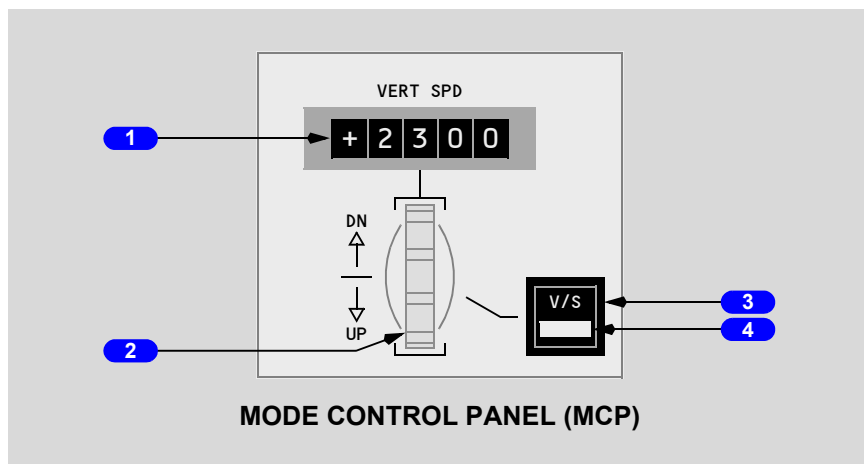 VERT SPD
1
+2300
DN
V/S
3
4
UP
2
MODE CONTROL PANEL (MCP)